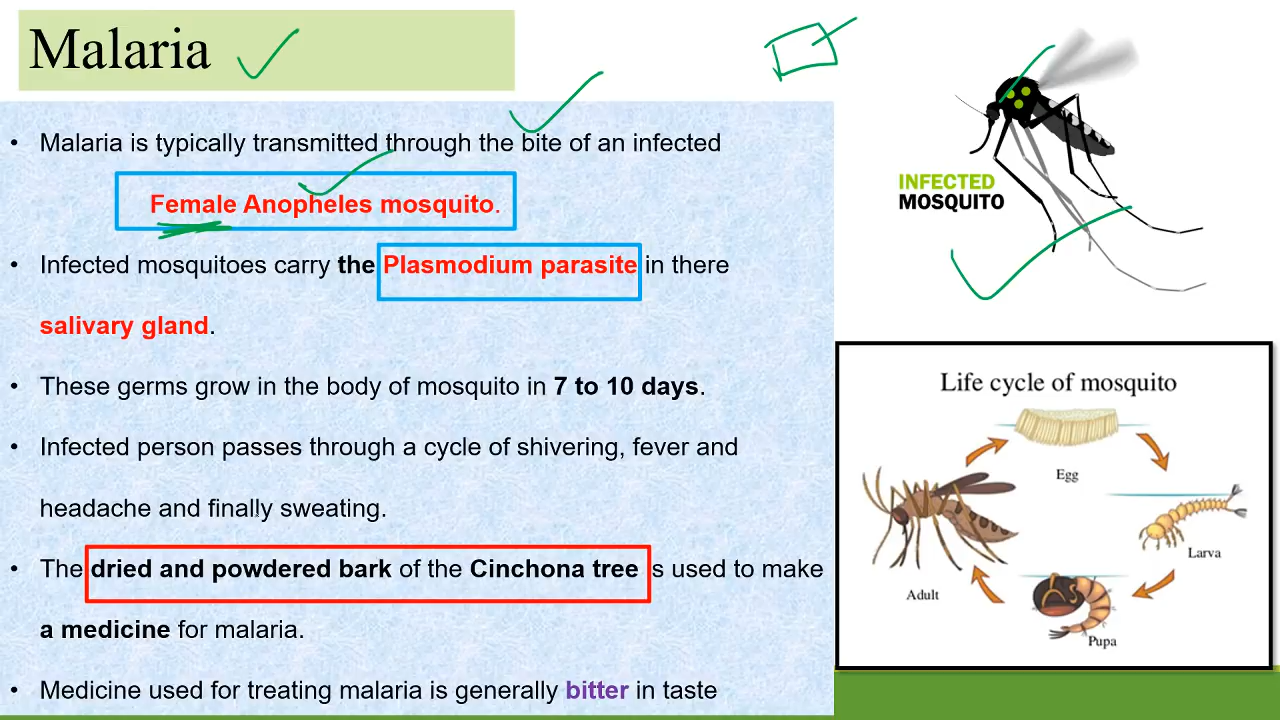 Malaria
• Malaria is typically transmitted through the bite of an infected
Female Anopheles mosquito.
• Infected mosquitoes carry the Plasmodium parasite in there
salivary gland.
• These germs grow in the body of mosquito in 7 to 10 days.
• Infected person passes through a cycle of shivering, fever and
headache and finally sweating.
• The dried and powdered bark of the Cinchona tree is used to make
a medicine for malaria.
• Medicine used for treating malaria is generally bitter in taste
INFECTED
MOSQUITO
Life cycle of mosquito
Egg
Larva
Adult
Pupa